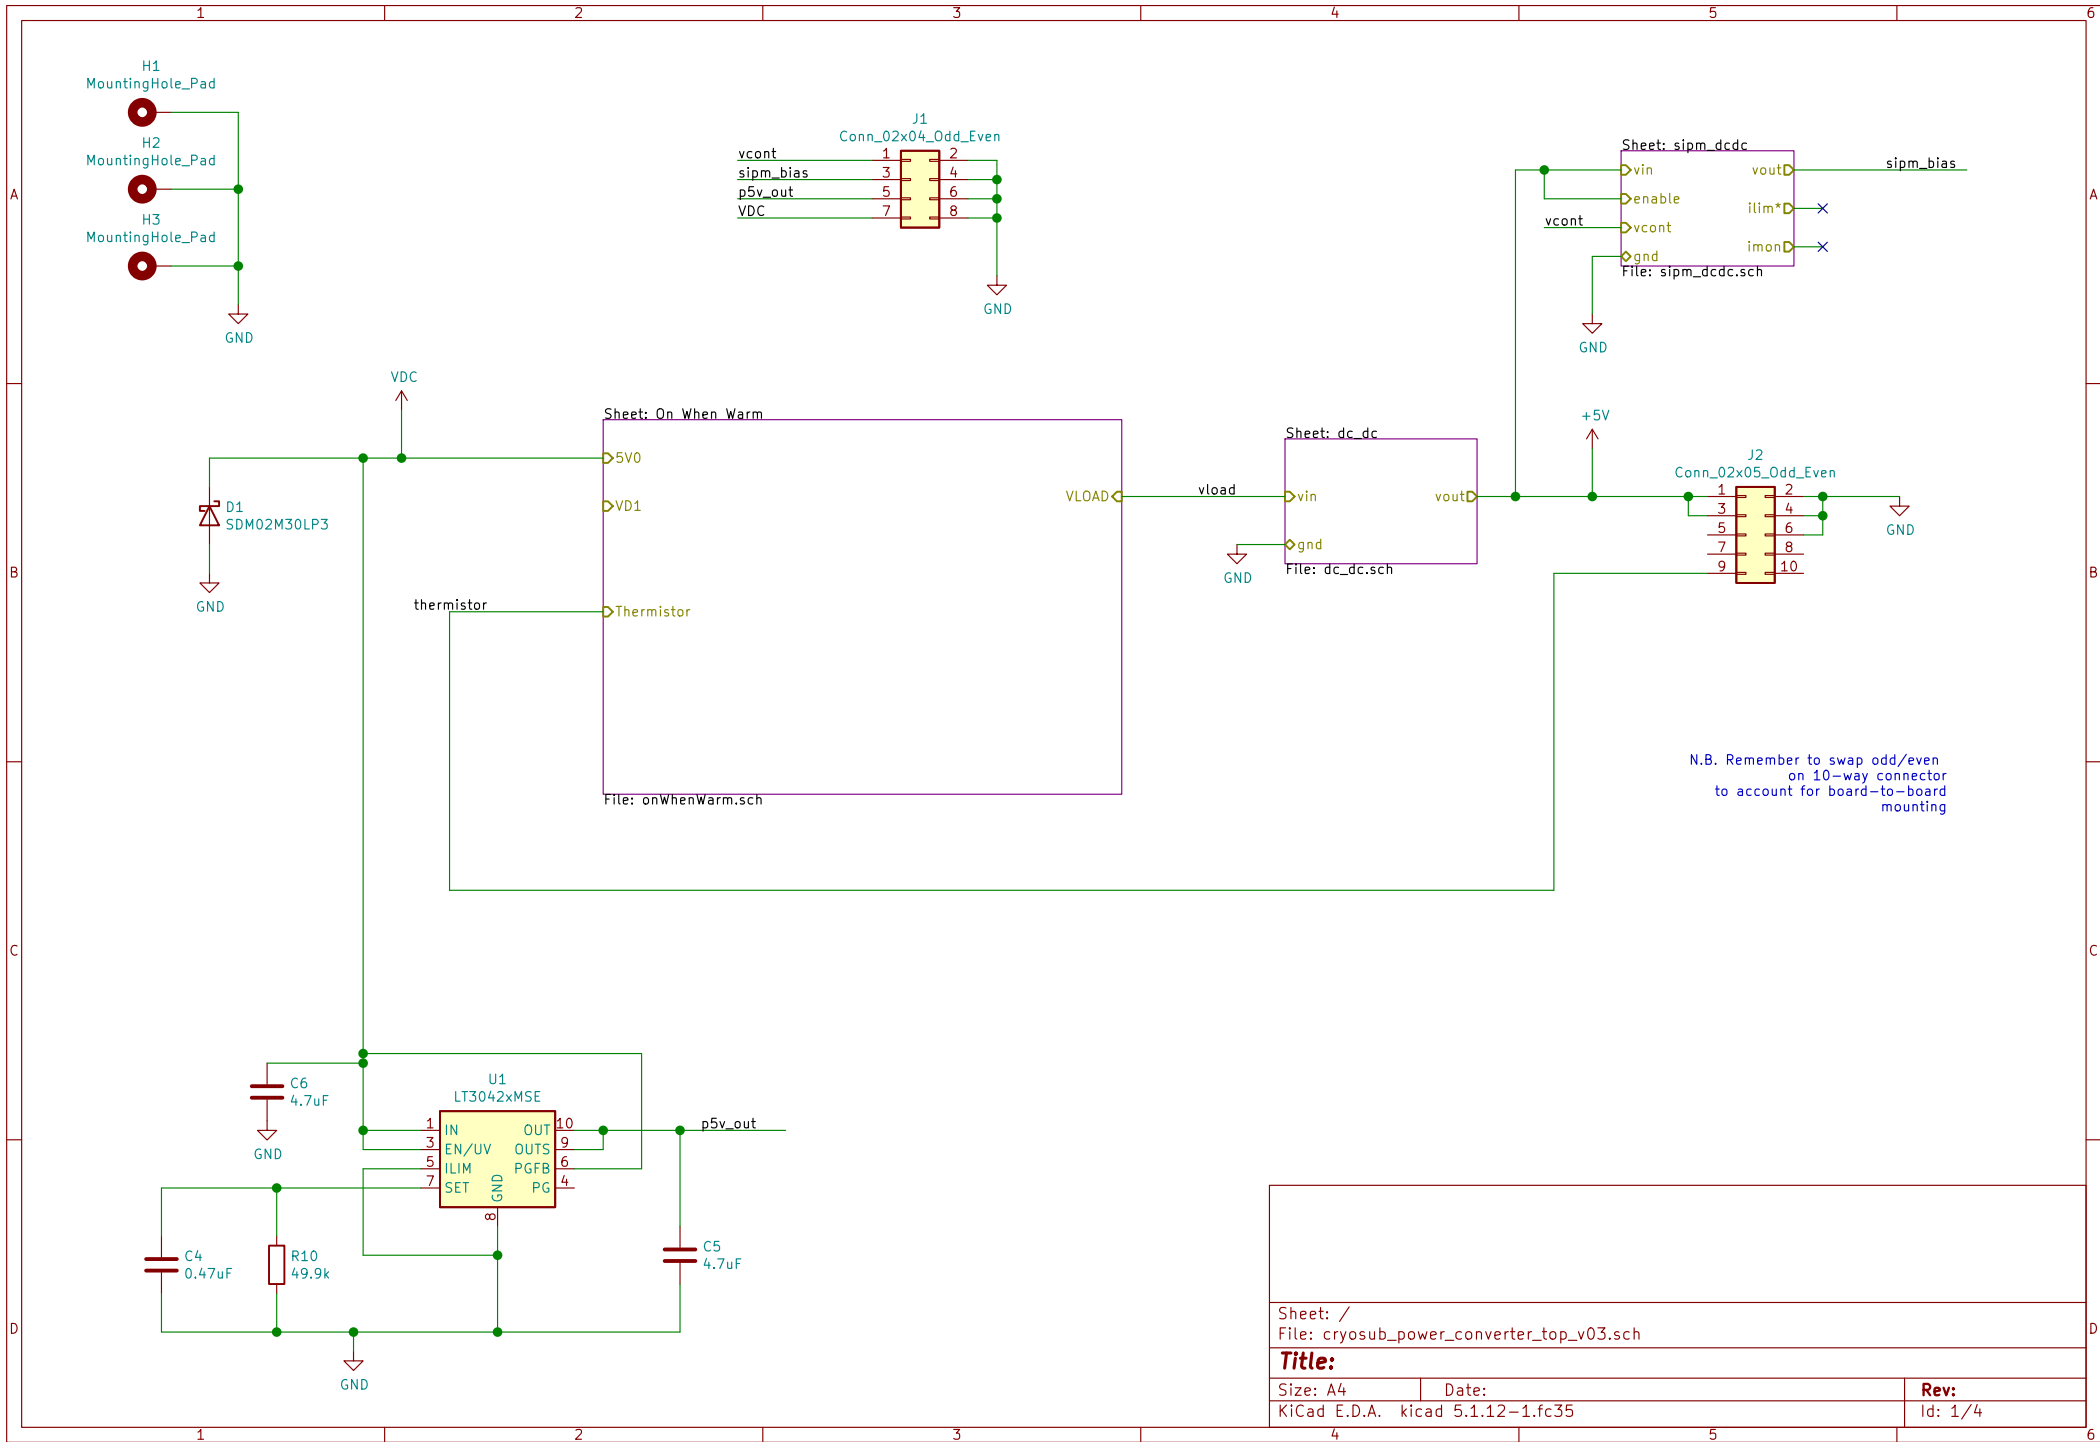 1 2 3 4 5 6
A
B
C
D
H1
MountingHole_Pad
H2
MountingHole_Pad
H3
MountingHole_Pad
GND
J1
Conn_02x04_Odd_Even
vcont 1 2
sipm_bias 3 4
p5v_out 5 6
VDC 7 8
GND
Sheet: sipm_dcdc
vin vout sipm_bias
enable
ilim*
vcont vcont
imon
gnd
File: sipm_dcdc.sch
GND
VDC
D1
SDM02M30LP3
GND
Sheet: On When Warm
5V0
VD1
VLOAD
thermistor
Thermistor
File: onWhenWarm.sch
vload
Sheet: dc_dc
vin vout
gnd
File: dc_dc.sch
GND
+5V
J2
Conn_02x05_Odd_Even
1 2
3 4
5 6
7 8
9 10
GND
N.B. Remember to swap odd/even
on 10-way connector
to account for board-to-board
mounting
C6
4.7uF
GND
U1
LT3042xMSE
1 IN OUT 10
3 EN/UV OUTS 9
5 ILIM PGFB 6
7 SET PG 4
GND
8
p5v_out
C4
0.47uF
R10
49.9k
C5
4.7uF
GND
Sheet: /
File: cryosub_power_converter_top_v03.sch
Title:
Size: A4 Date: Rev:
KiCad E.D.A. kicad 5.1.12-1.fc35 Id: 1/4
A
B
C
D
1 2 3 4 5 6